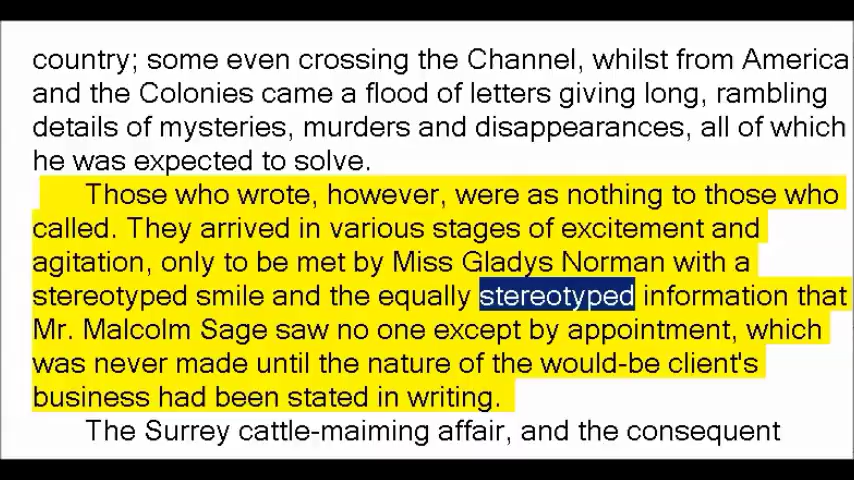 country; some even crossing the Channel, whilst from America
and the Colonies came a flood of letters giving long, rambling
details of mysteries, murders and disappearances, all of which
he was expected to solve.
Those who wrote, however, were as nothing to those who
called. They arrived in various stages of excitement and
agitation, only to be met by Miss Gladys Norman with a
stereotyped smile and the equally stereotyped information that
Mr. Malcolm Sage saw no one except by appointment, which
was never made until the nature of the would-be client's
business had been stated in writing.
The Surrey cattle-maiming affair, and the consequent